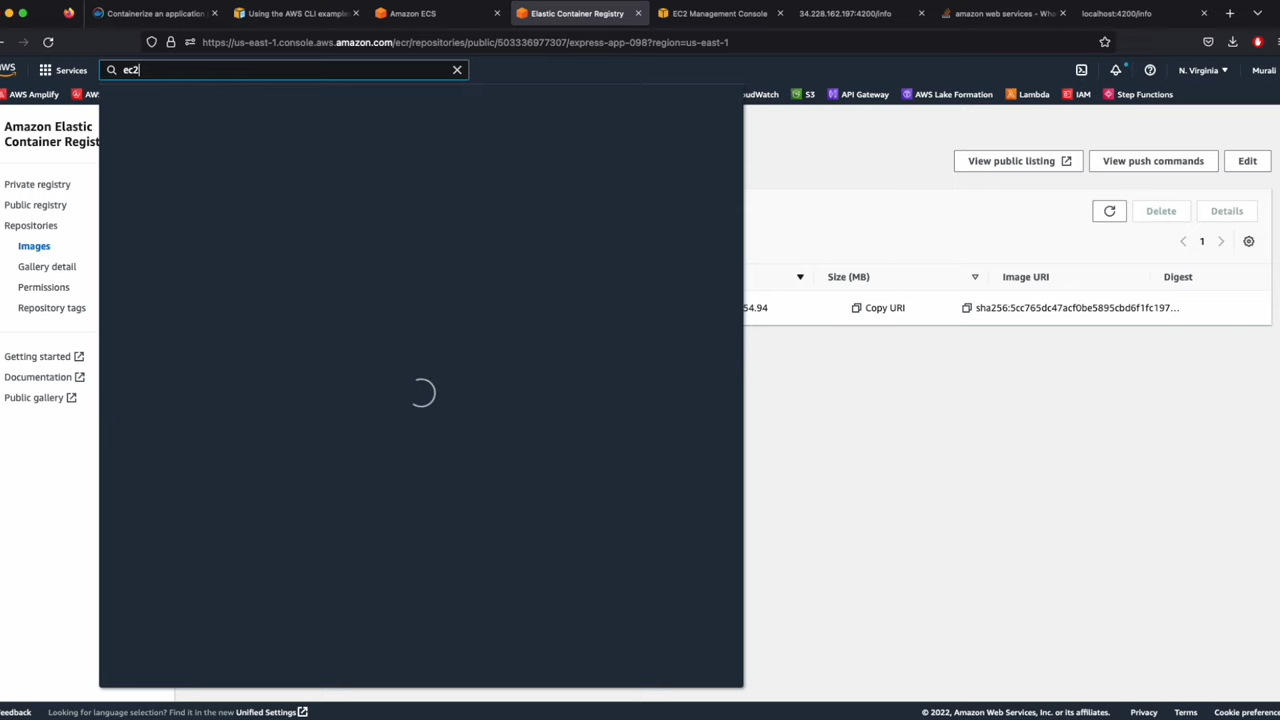 Containerize an application
Using the AWS CLI example
Amazon ECS
Elastic Container Registry
EC2 Management Console
34.228.162.197:4200/info
amazon web services - Wha
localhost:4200/info
https://us-east-1.console.aws.amazon.com/ecr/repositories/public/503336977307/express-app-098?region=us-east-1
Services
ec2
N. Virginia
Murali
AWS Amplify
S3
API Gateway
AWS Lake Formation
Lambda
IAM
Step Functions
Amazon Elastic
Container Regist
Private registry
Public registry
Repositories
Images
Gallery detail
Permissions
Repository tags
Getting started
Documentation
Public gallery
View public listing
View push commands
Edit
Delete
Details
1
Size (MB)
Image URI
Digest
54.94
Copy URI
sha256:5cc765dc47acf0be5895cbd6f1fc197...
eedback
Looking for language selection? Find it in the new Unified Settings
© 2022, Amazon Web Services, Inc. or its affiliates.
Privacy
Terms
Cookie preference